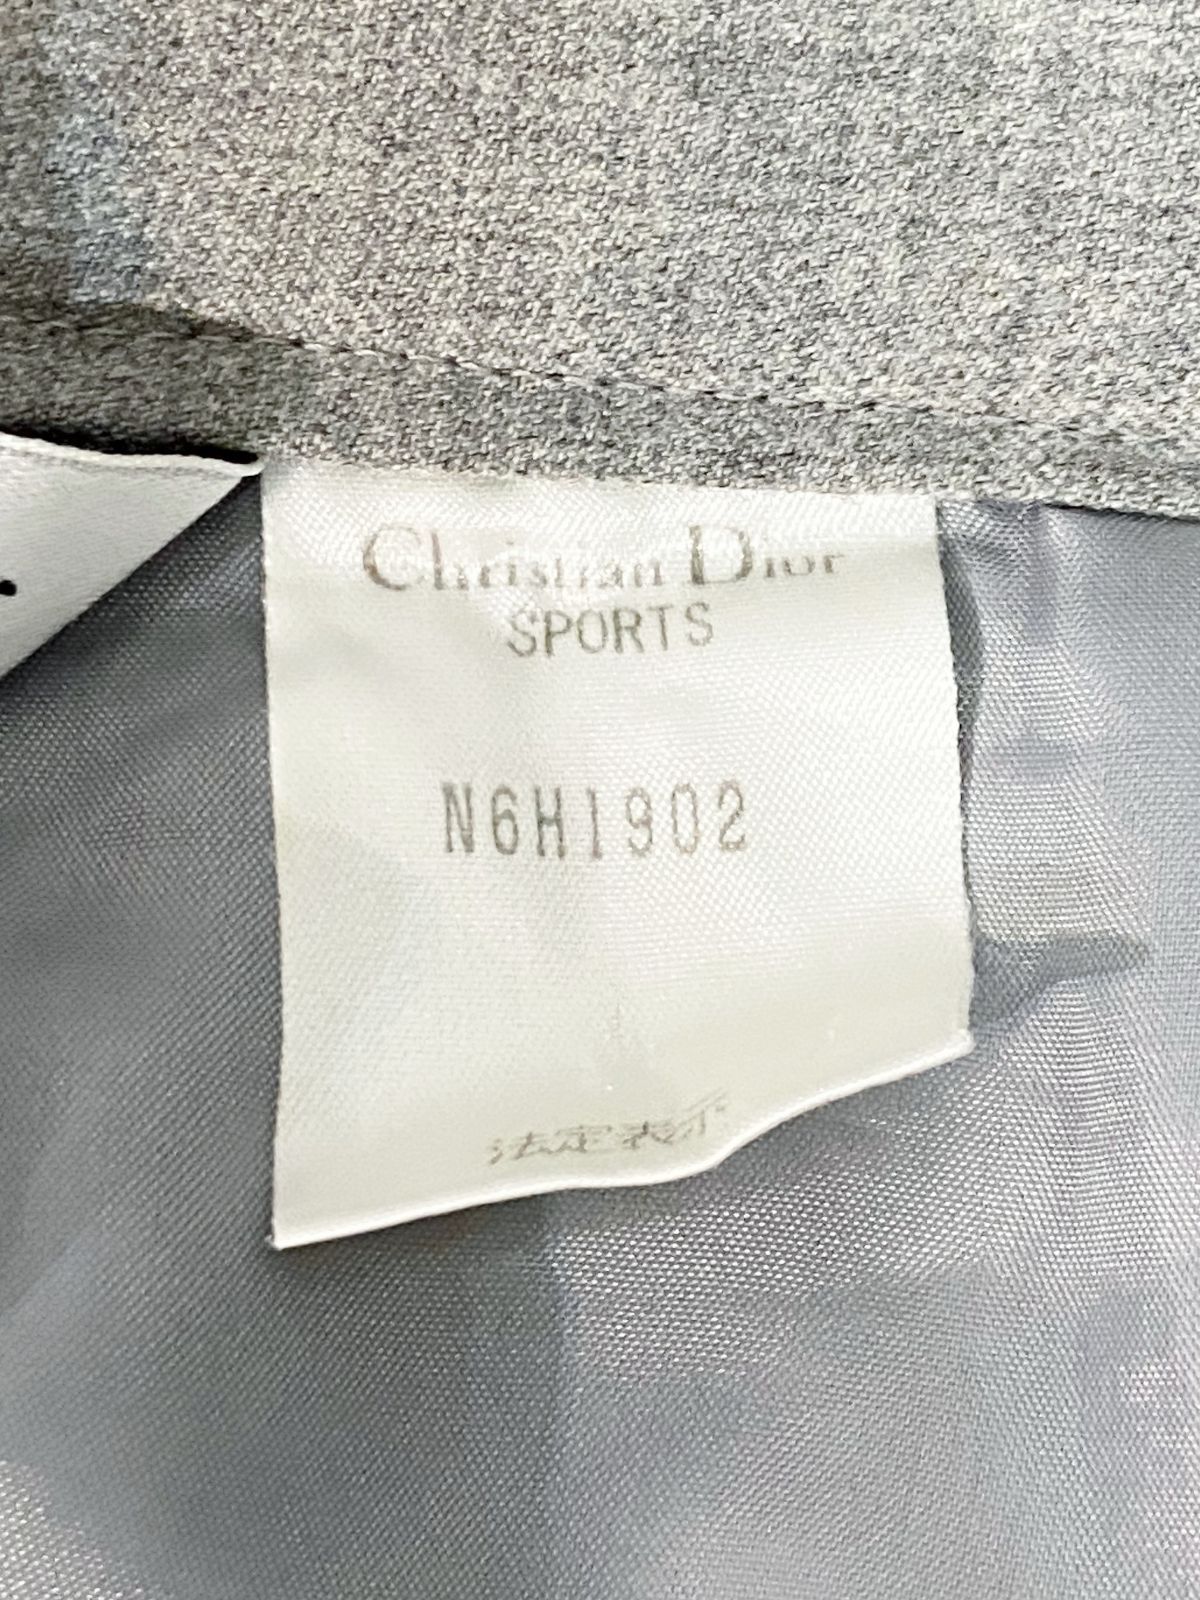 Christian Dior
SPORTS
N6H1902
法定表示